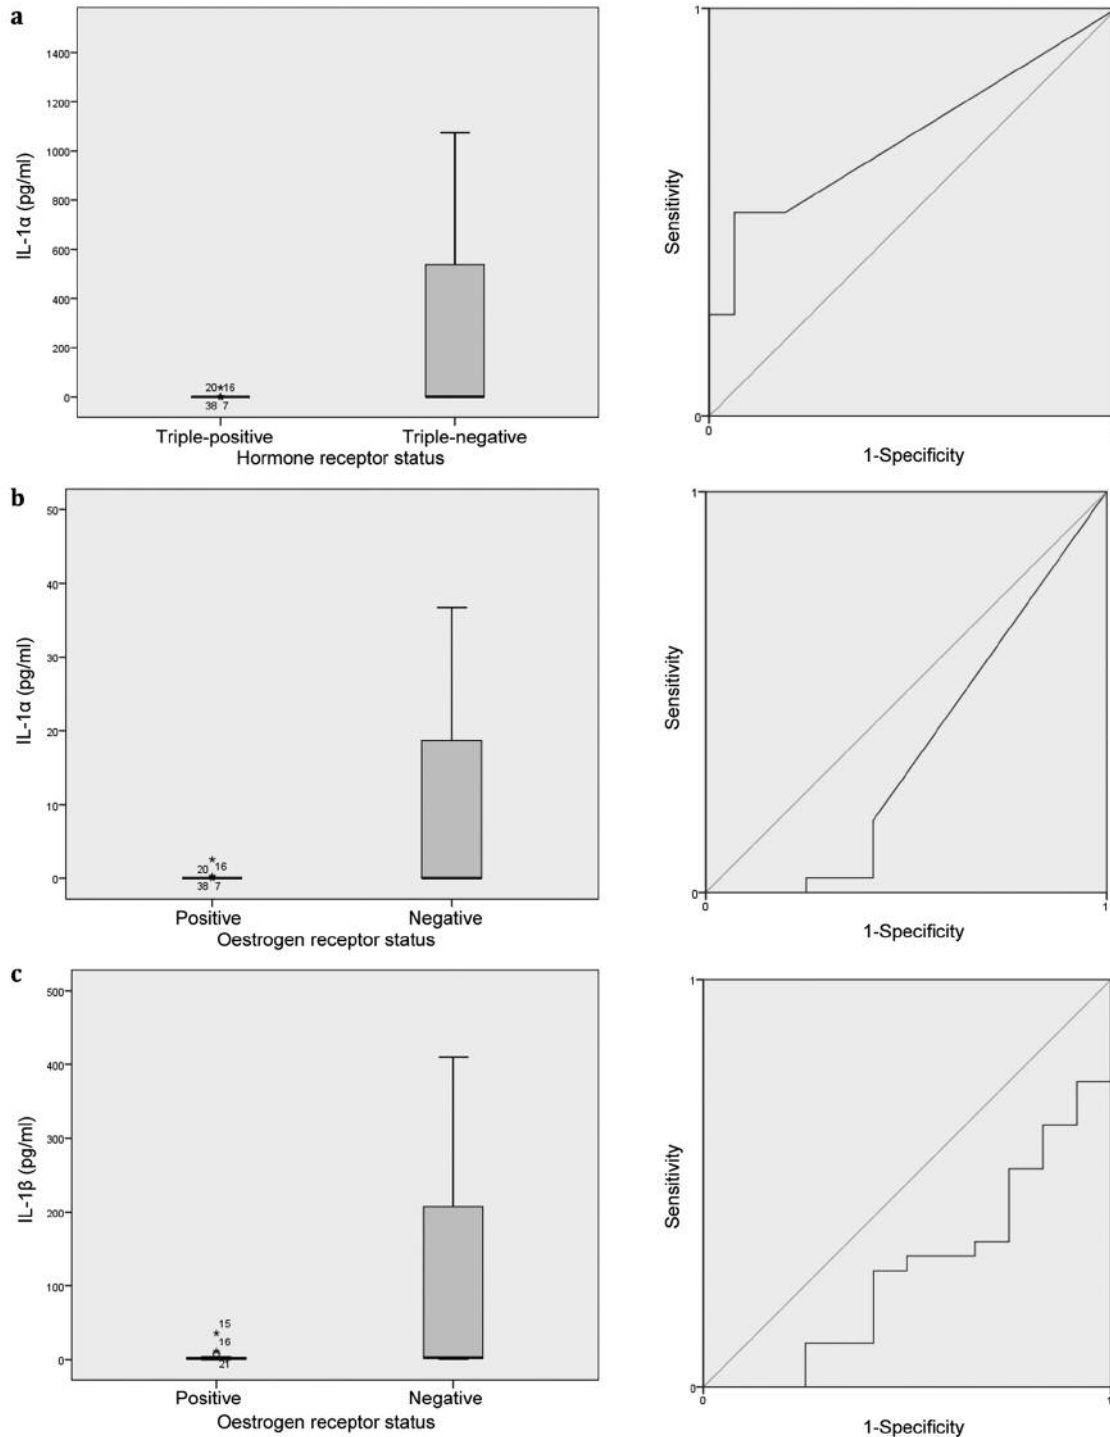 a
1400
1200
1000
800
600
400
200
0
IL-1α (pg/ml)
20 16
38 7
Triple-positive Triple-negative
Hormone receptor status
1
Sensitivity
0
0
1-Specificity
b
50
40
30
20
10
0
IL-1α (pg/ml)
20 16
38 7
Positive Negative
Oestrogen receptor status
1
Sensitivity
0
0 1
1-Specificity
c
500
400
300
200
100
0
IL-1β (pg/ml)
15
16
21
Positive Negative
Oestrogen receptor status
1
Sensitivity
0
0 1
1-Specificity